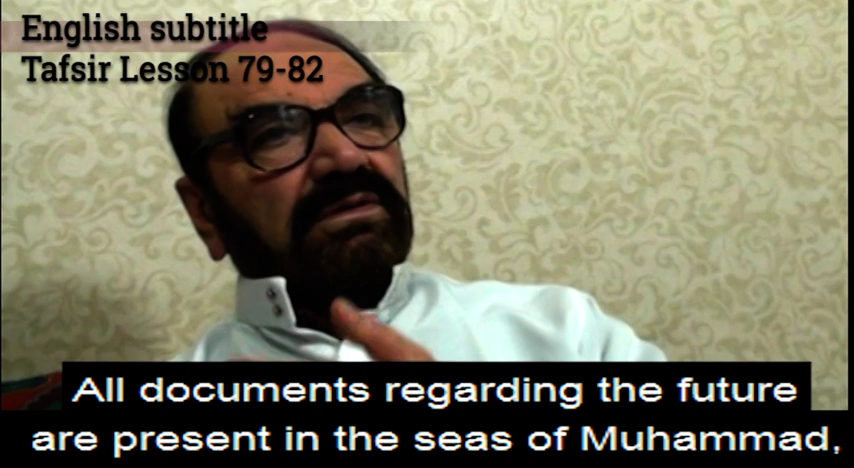 English subtitle
Tafsir Lesson 79-82
All documents regarding the future
are present in the seas of Muhammad,